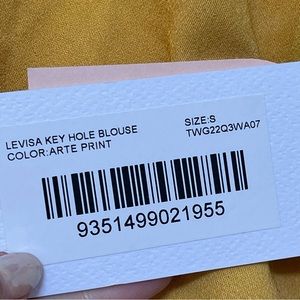 LEVISA KEY HOLE BLOUSE SIZE:S
COLOR:ARTE PRINT TWG22Q3WA07
9351499021955